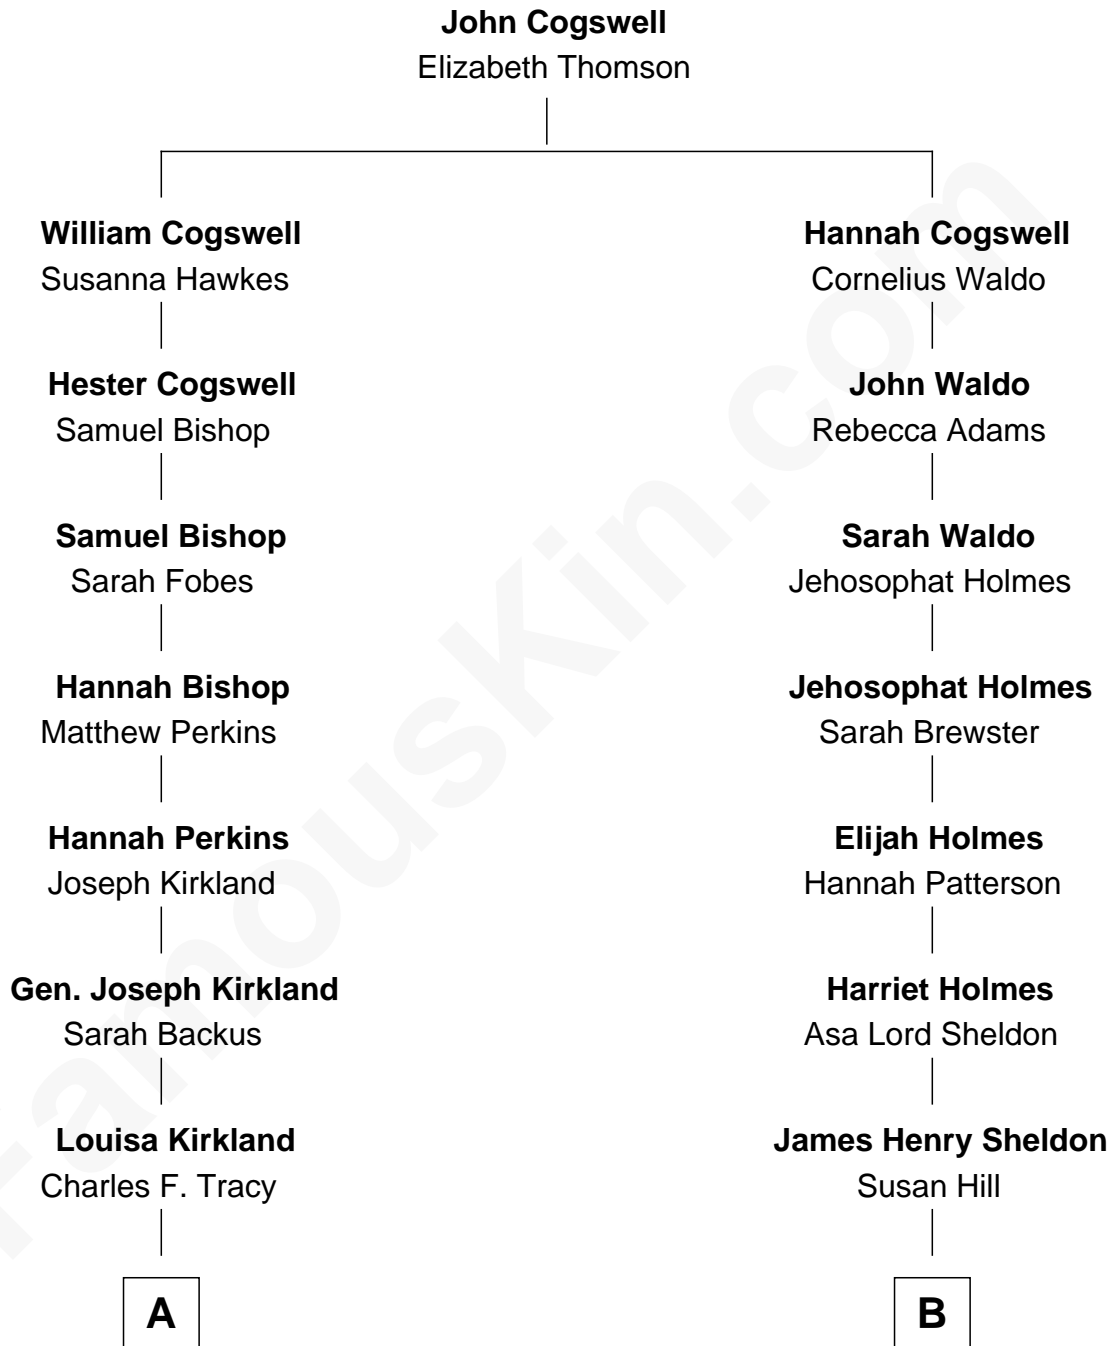 John Cogswell
Elizabeth Thomson
William Cogswell
Susanna Hawkes
Hannah Cogswell
Cornelius Waldo
Hester Cogswell
Samuel Bishop
John Waldo
Rebecca Adams
Samuel Bishop
Sarah Fobes
Sarah Waldo
Jehosophat Holmes
Hannah Bishop
Matthew Perkins
Jehosophat Holmes
Sarah Brewster
Hannah Perkins
Joseph Kirkland
Elijah Holmes
Hannah Patterson
Gen. Joseph Kirkland
Sarah Backus
Harriet Holmes
Asa Lord Sheldon
Louisa Kirkland
Charles F. Tracy
James Henry Sheldon
Susan Hill
A
B
FamousKin.com